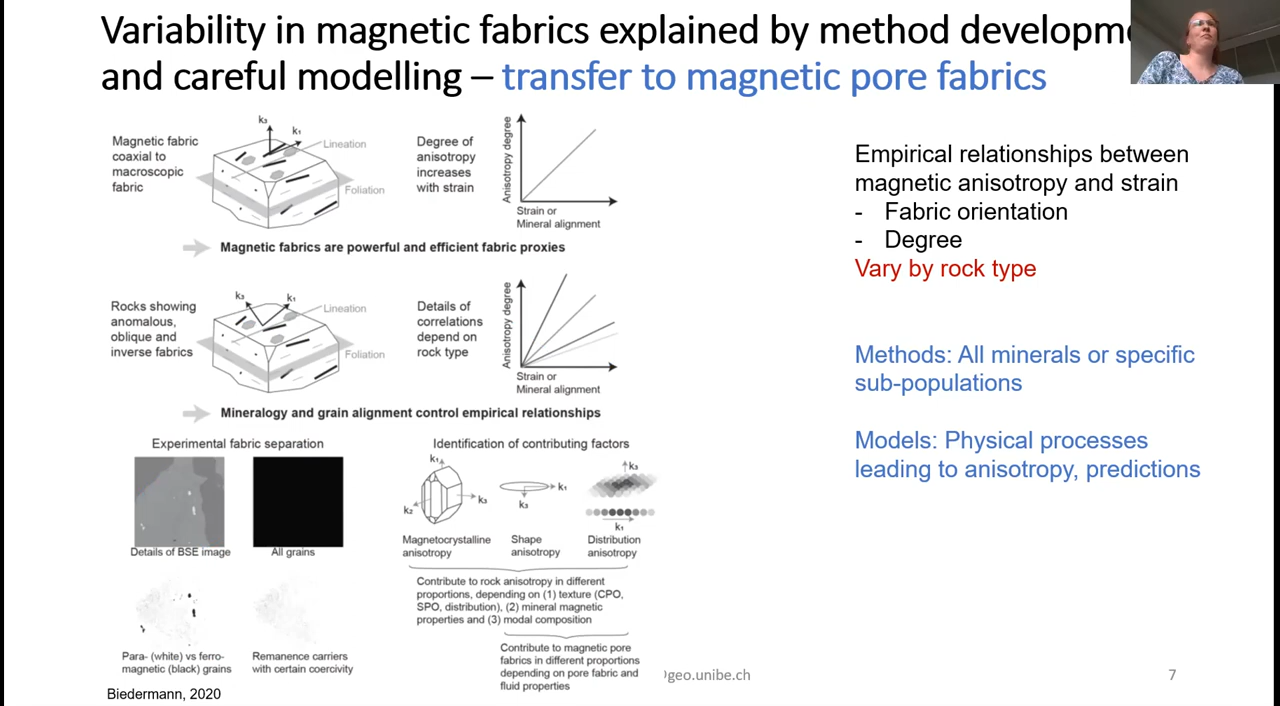 Variability in magnetic fabrics explained by method developm
and careful modelling – transfer to magnetic pore fabrics
Magnetic fabric
coaxial to
macroscopic
fabric
k₃
k₁
Lineation
Foliation
Degree of
anisotropy
increases
with strain
Anisotropy degree
Strain or
Mineral alignment
Magnetic fabrics are powerful and efficient fabric proxies
Rocks showing
anomalous,
oblique and
inverse fabrics
k₃
k₁
Lineation
Foliation
Details of
correlations
depend on
rock type
Anisotropy degree
Strain or
Mineral alignment
Mineralogy and grain alignment control empirical relationships
Experimental fabric separation
Details of BSE image
All grains
Para- (white) vs ferro-
magnetic (black) grains
Remanence carriers
with certain coercivity
Identification of contributing factors
k₁
k₂
k₃
k₁
k₃
k₃
k₁
Magnetocrystalline
anisotropy
Shape
anisotropy
Distribution
anisotropy
Contribute to rock anisotropy in different
proportions, depending on (1) texture (CPO,
SPO, distribution), (2) mineral magnetic
properties and (3) modal composition
Contribute to magnetic pore
fabrics in different proportions
depending on pore fabric and
fluid properties
Biedermann, 2020
Empirical relationships between
magnetic anisotropy and strain
- Fabric orientation
- Degree
Vary by rock type
Methods: All minerals or specific
sub-populations
Models: Physical processes
leading to anisotropy, predictions
geo.unibe.ch
7